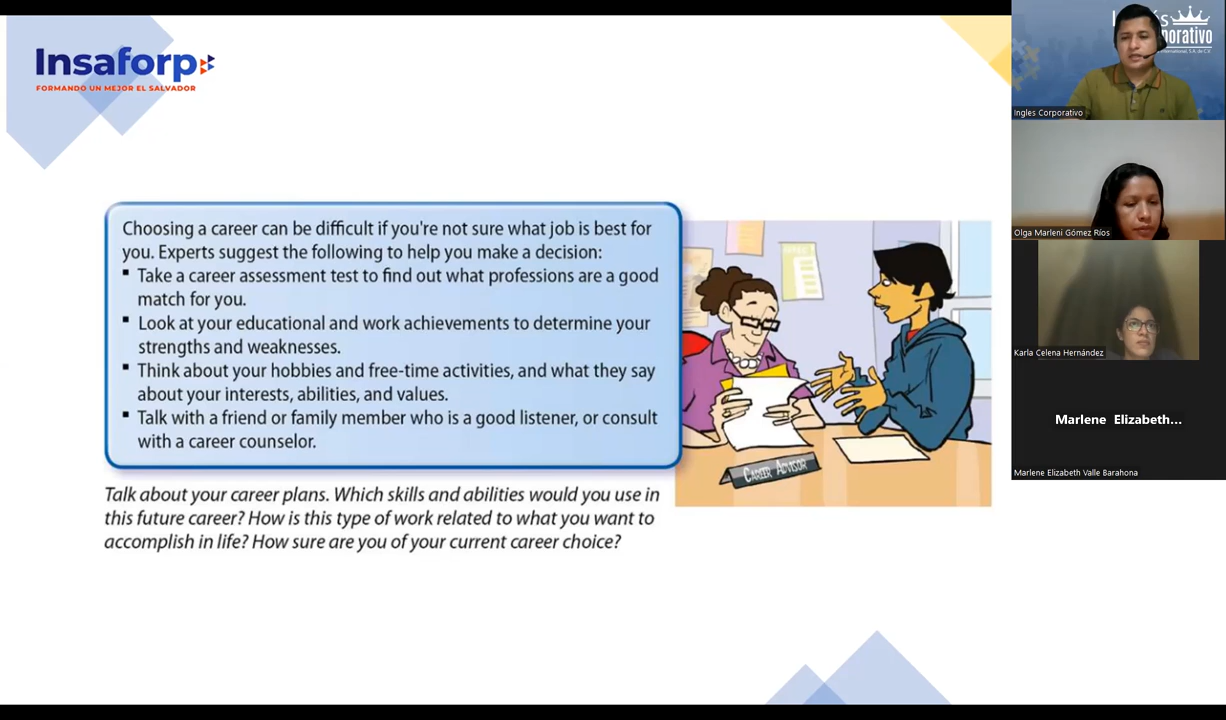 Insaforp
FORMANDO UN MEJOR EL SALVADOR
Choosing a career can be difficult if you're not sure what job is best for
you. Experts suggest the following to help you make a decision:
▪ Take a career assessment test to find out what professions are a good
match for you.
▪ Look at your educational and work achievements to determine your
strengths and weaknesses.
▪ Think about your hobbies and free-time activities, and what they say
about your interests, abilities, and values.
▪ Talk with a friend or family member who is a good listener, or consult
with a career counselor.
CAREER ADVISOR
Talk about your career plans. Which skills and abilities would you use in
this future career? How is this type of work related to what you want to
accomplish in life? How sure are you of your current career choice?
Ingles Corporativo
Olga Marleni Gómez Ríos
Karla Celena Hernández
Marlene Elizabeth...
Marlene Elizabeth Valle Barahona